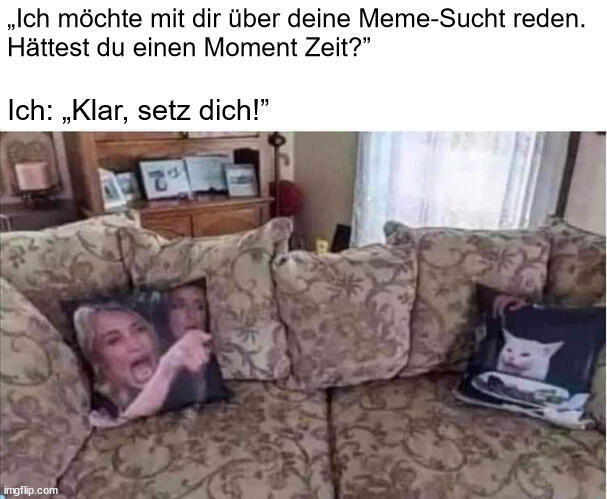 „Ich möchte mit dir über deine Meme-Sucht reden.
Hättest du einen Moment Zeit?”
Ich: „Klar, setz dich!”
imgflip.com